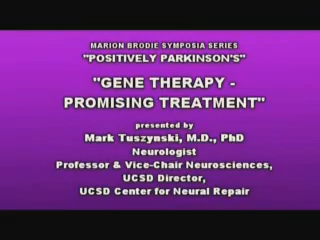 MARION BRODIE SYMPOSIA SERIES
"POSITIVELY PARKINSON'S"
"GENE THERAPY -
PROMISING TREATMENT"
presented by
Mark Tuszynski, M.D., PhD
Neurologist
Professor & Vice-Chair Neurosciences,
UCSD Director,
UCSD Center for Neural Repair